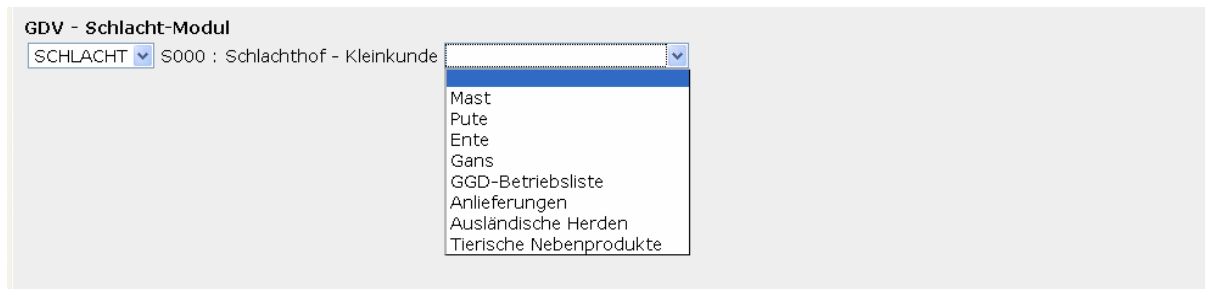 GDV - Schlacht-Modul
SCHLACHT S000 : Schlachthof - Kleinkunde
Mast
Pute
Ente
Gans
GGD-Betriebsliste
Anlieferungen
Ausländische Herden
Tierische Nebenprodukte